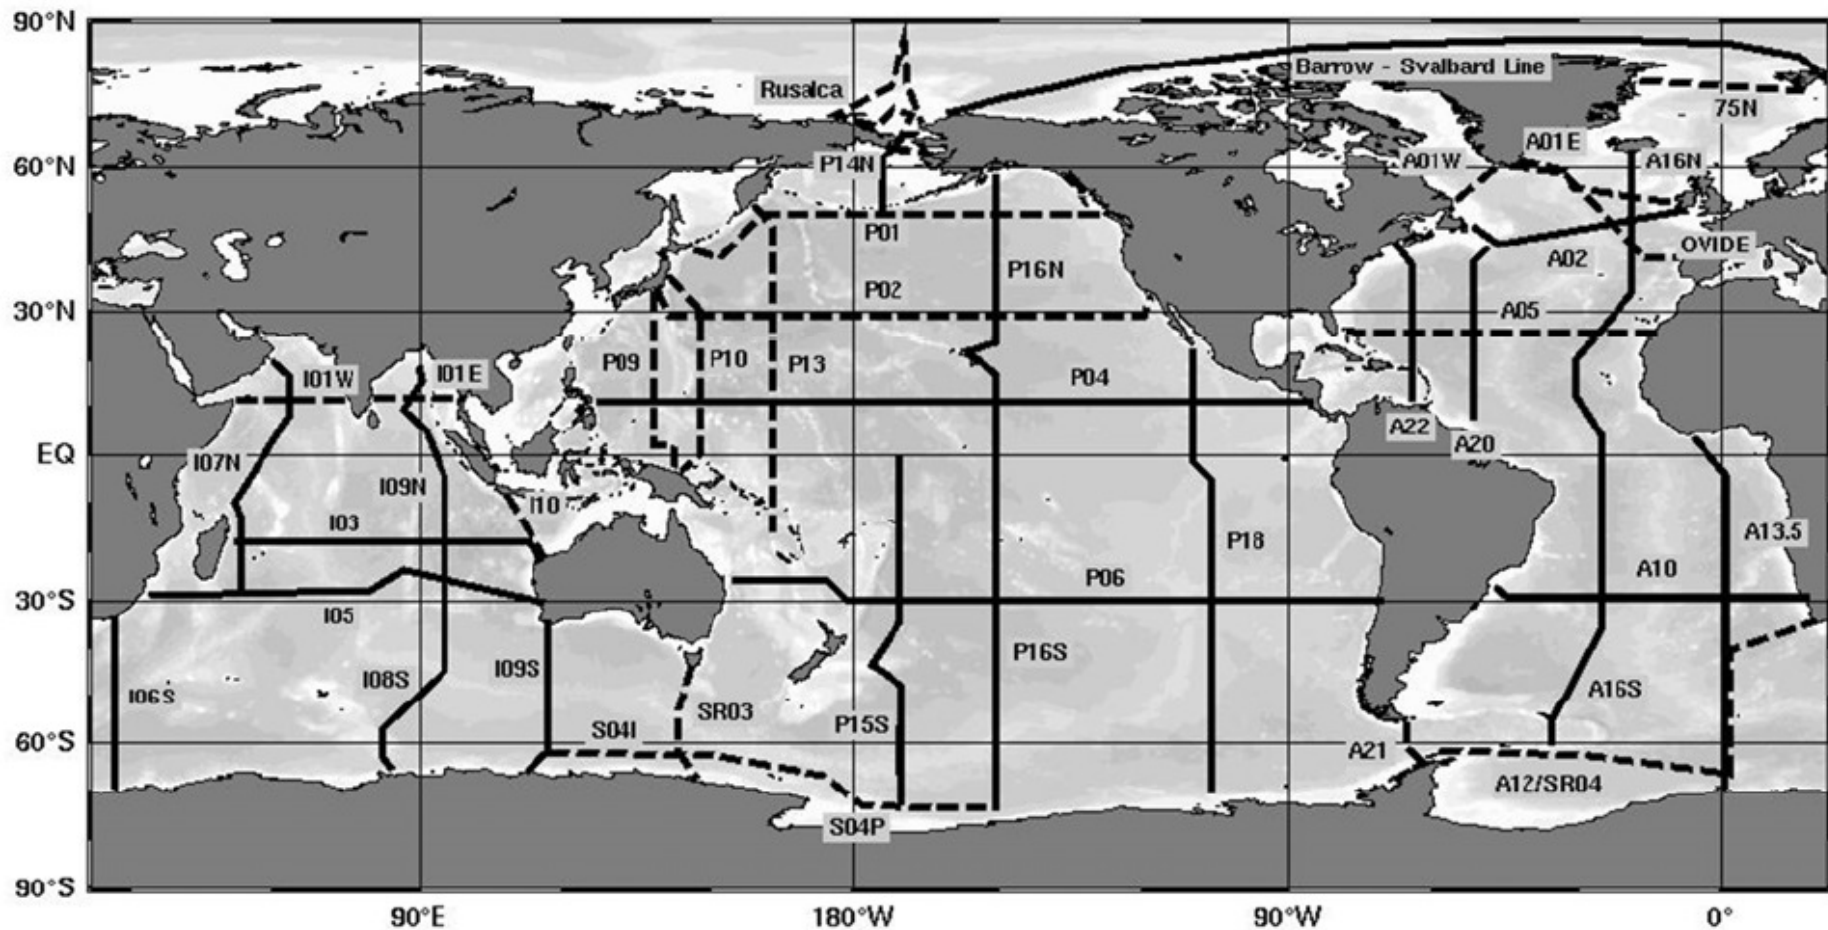 90°N
Barrow - Svalbard Line
Rusalca
75N
A01E
P14N
A01W
A16N
60°N
P01
OVIDE
A02
P16N
P02
30°N
A05
P09
P10
P13
I01W
I01E
P04
A22
A20
EQ
I07N
I09N
I10
I03
A13.5
P18
P06
A10
30°S
I05
P16S
I09S
I08S
A16S
I06S
SR03
P15S
S04I
60°S
A21
A12/SR04
S04P
90°S
90°E
180°W
90°W
0°